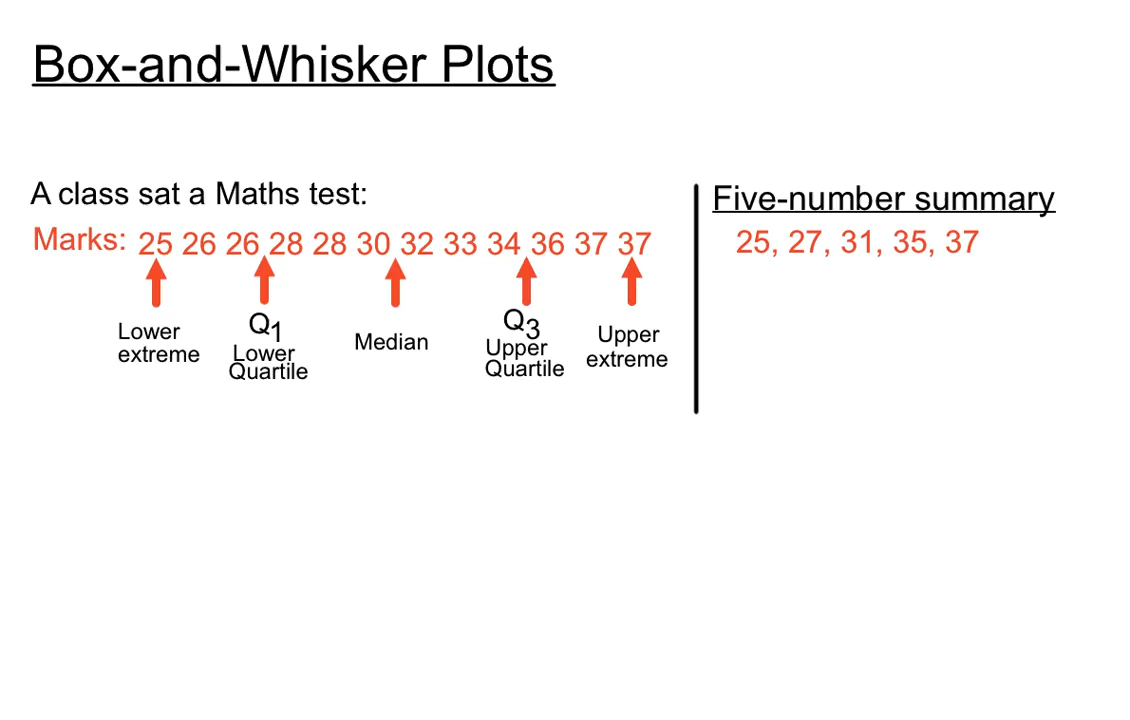 Box-and-Whisker Plots
A class sat a Maths test:
Marks: 25 26 26 28 28 30 32 33 34 36 37 37
Lower
extreme
Q1
Lower
Quartile
Median
Q3
Upper
Quartile
Upper
extreme
Five-number summary
25, 27, 31, 35, 37